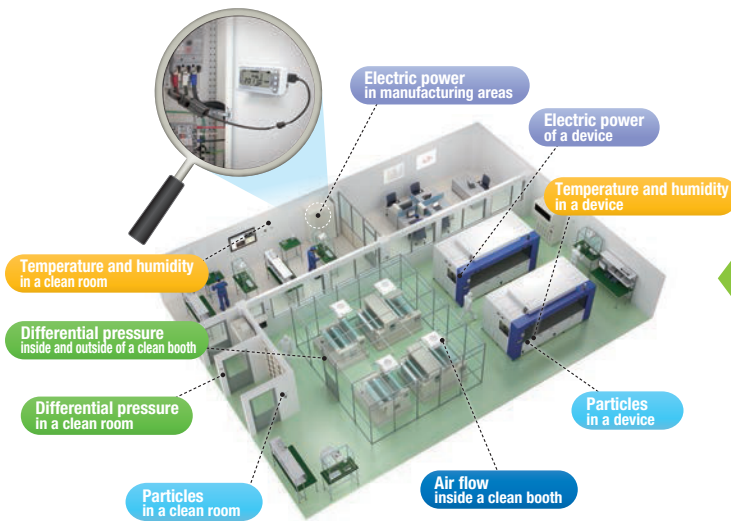 Electric power
in manufacturing areas
Electric power
of a device
Temperature and humidity
in a device
Temperature and humidity
in a clean room
Differential pressure
inside and outside of a clean booth
Differential pressure
in a clean room
Particles
in a device
Air flow
inside a clean booth
Particles
in a clean room